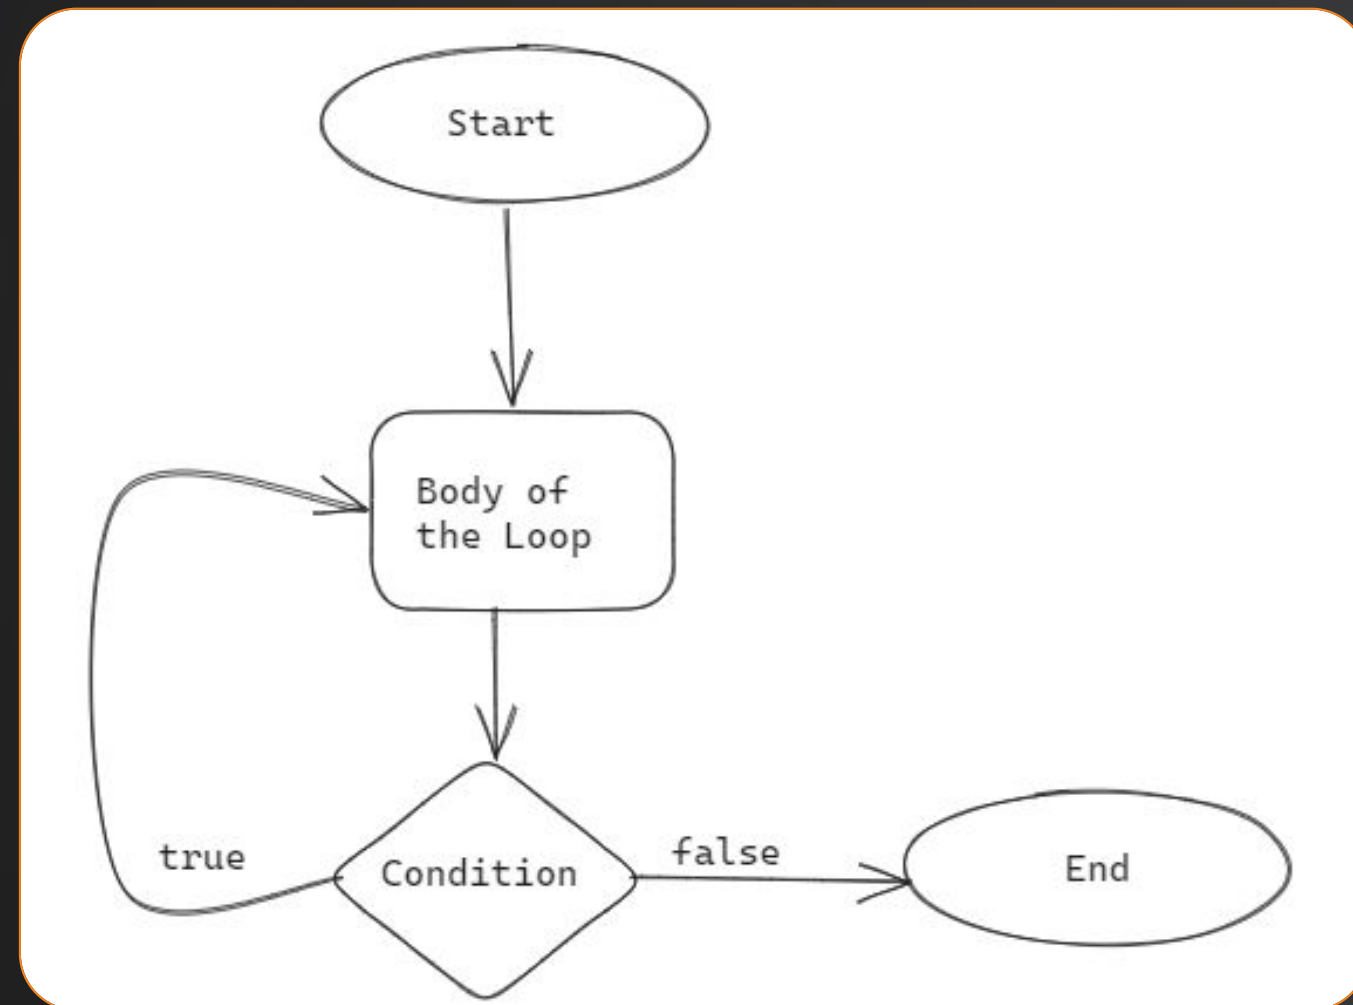 Start
Body of
the Loop
true
Condition
false
End